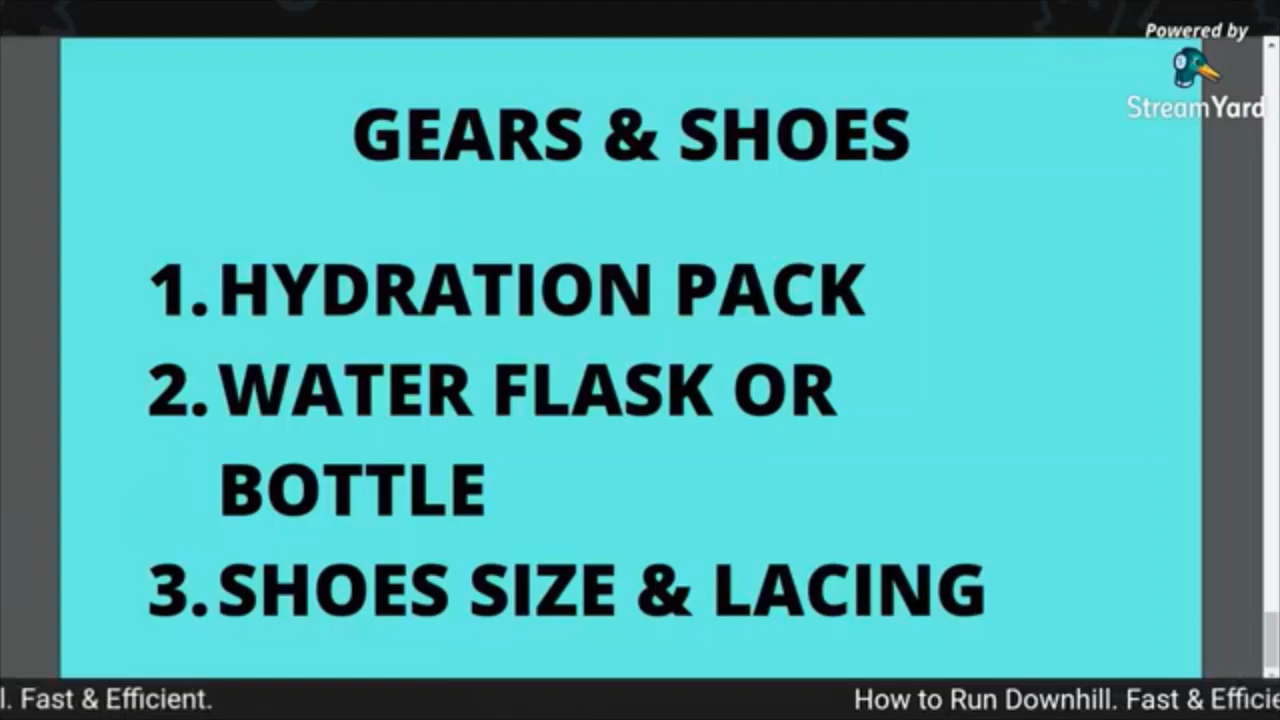 Powered by
StreamYard
GEARS & SHOES
1. HYDRATION PACK
2. WATER FLASK OR
BOTTLE
3. SHOES SIZE & LACING
l. Fast & Efficient.
How to Run Downhill. Fast & Efficie